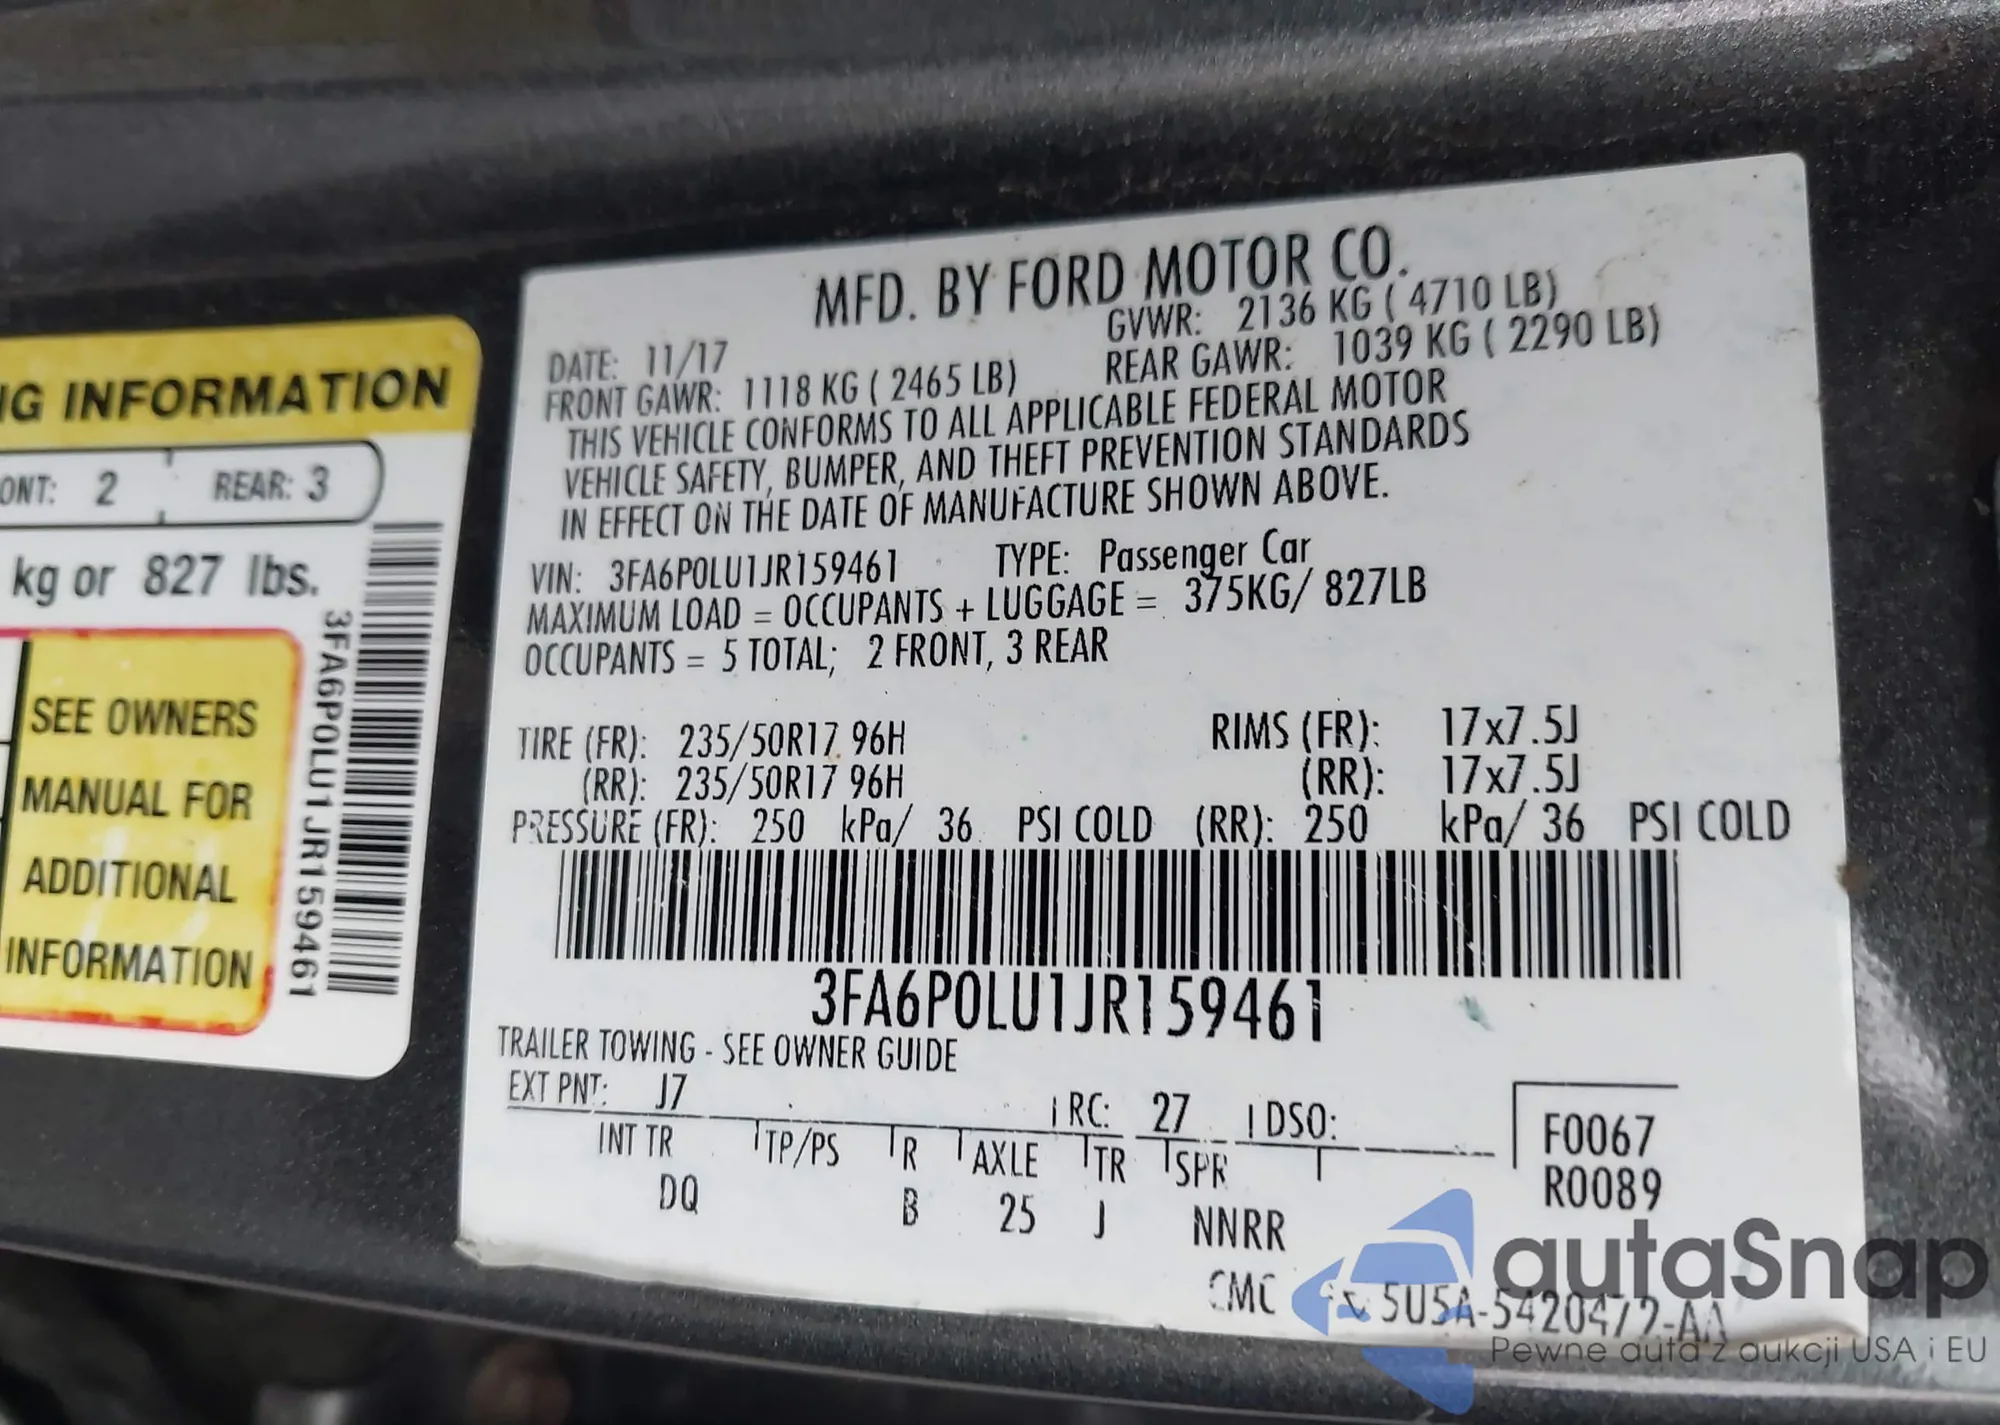 NG INFORMATION
ONT: 2 REAR: 3
kg or 827 lbs.
SEE OWNERS
MANUAL FOR
ADDITIONAL
INFORMATION
3FA6P0LU1JR159461
MFD. BY FORD MOTOR CO.
DATE: 11/17 GVWR: 2136 KG ( 4710 LB)
FRONT GAWR: 1118 KG ( 2465 LB) REAR GAWR: 1039 KG ( 2290 LB)
THIS VEHICLE CONFORMS TO ALL APPLICABLE FEDERAL MOTOR
VEHICLE SAFETY, BUMPER, AND THEFT PREVENTION STANDARDS
IN EFFECT ON THE DATE OF MANUFACTURE SHOWN ABOVE.
VIN: 3FA6P0LU1JR159461 TYPE: Passenger Car
MAXIMUM LOAD = OCCUPANTS + LUGGAGE = 375KG/ 827LB
OCCUPANTS = 5 TOTAL; 2 FRONT, 3 REAR
TIRE (FR): 235/50R17 96H RIMS (FR): 17x7.5J
(RR): 235/50R17 96H (RR): 17x7.5J
PRESSURE (FR): 250 kPa/ 36 PSI COLD (RR): 250 kPa/ 36 PSI COLD
3FA6P0LU1JR159461
TRAILER TOWING - SEE OWNER GUIDE
EXT PNT: J7 RC: 27 DSO:
INT TR TP/PS R AXLE TR SPR
DQ B 25 J NNRR
F0067
R0089
CMC 5U5A-5420472-AA
autaSnap
Pewne auta z aukcji USA i EU